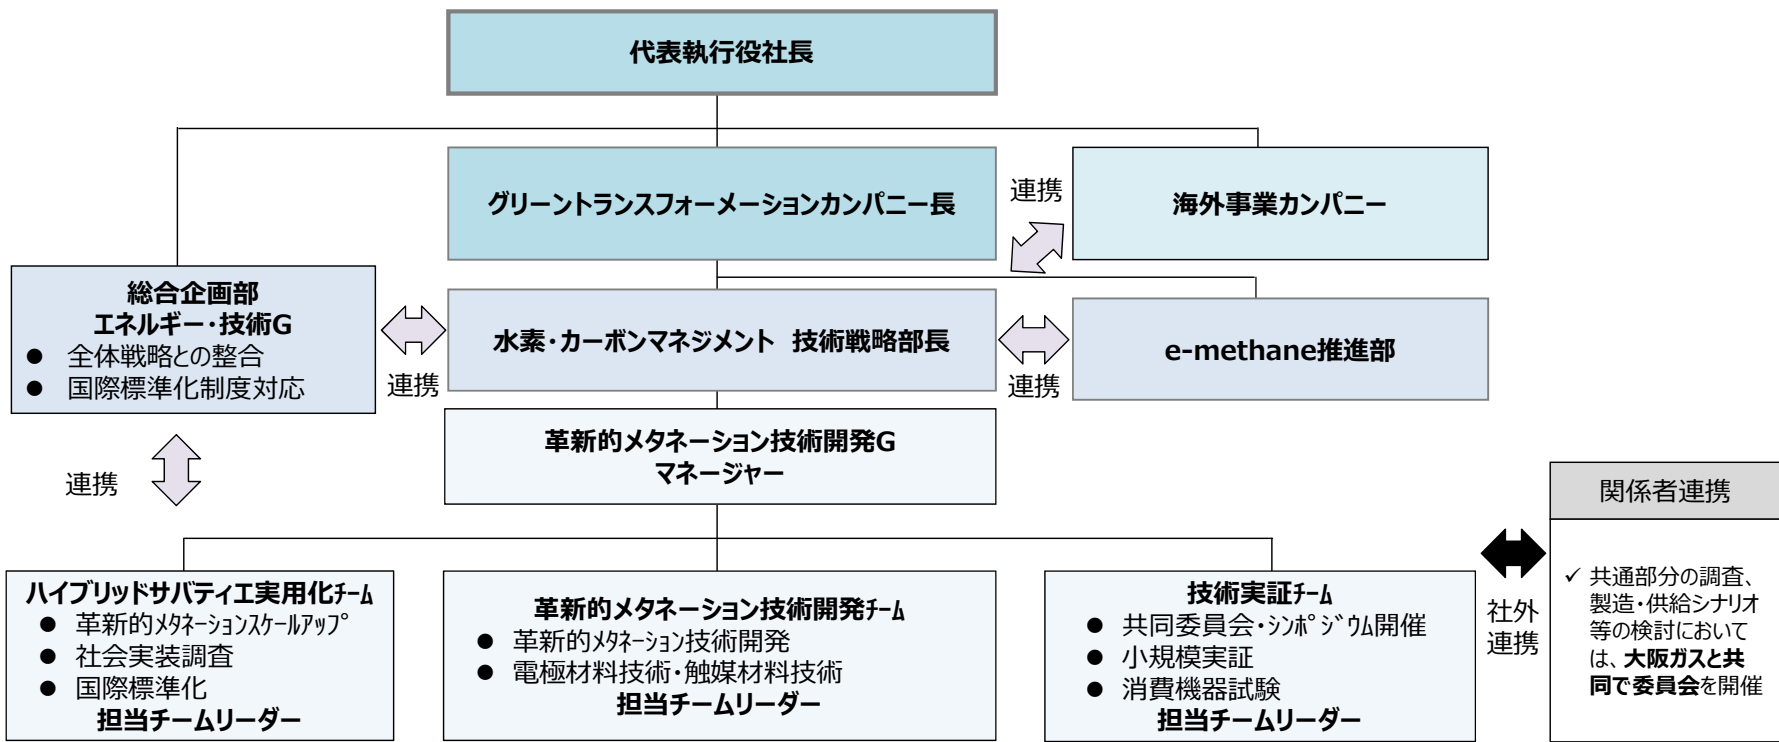 代表執行役社長
グリーントランスフォーメーションカンパニー長
連携
海外事業カンパニー
総合企画部
エネルギー・技術G
● 全体戦略との整合
● 国際標準化制度対応
連携
水素・カーボンマネジメント 技術戦略部長
連携
e-methane推進部
革新的メタネーション技術開発G
マネージャー
連携
ハイブリッドサバティエ実用化ﾁｰﾑ
● 革新的ﾒﾀﾈｰｼｮﾝｽｹｰﾙｱｯﾌﾟ
● 社会実装調査
● 国際標準化
担当チームリーダー
革新的メタネーション技術開発ﾁｰﾑ
● 革新的ﾒﾀﾈｰｼｮﾝ技術開発
● 電極材料技術・触媒材料技術
担当チームリーダー
技術実証ﾁｰﾑ
● 共同委員会・ｼﾝﾎﾟｼﾞｳﾑ開催
● 小規模実証
● 消費機器試験
担当チームリーダー
社外
連携
関係者連携
✓ 共通部分の調査、
製造・供給シナリオ
等の検討において
は、大阪ガスと共
同で委員会を開催